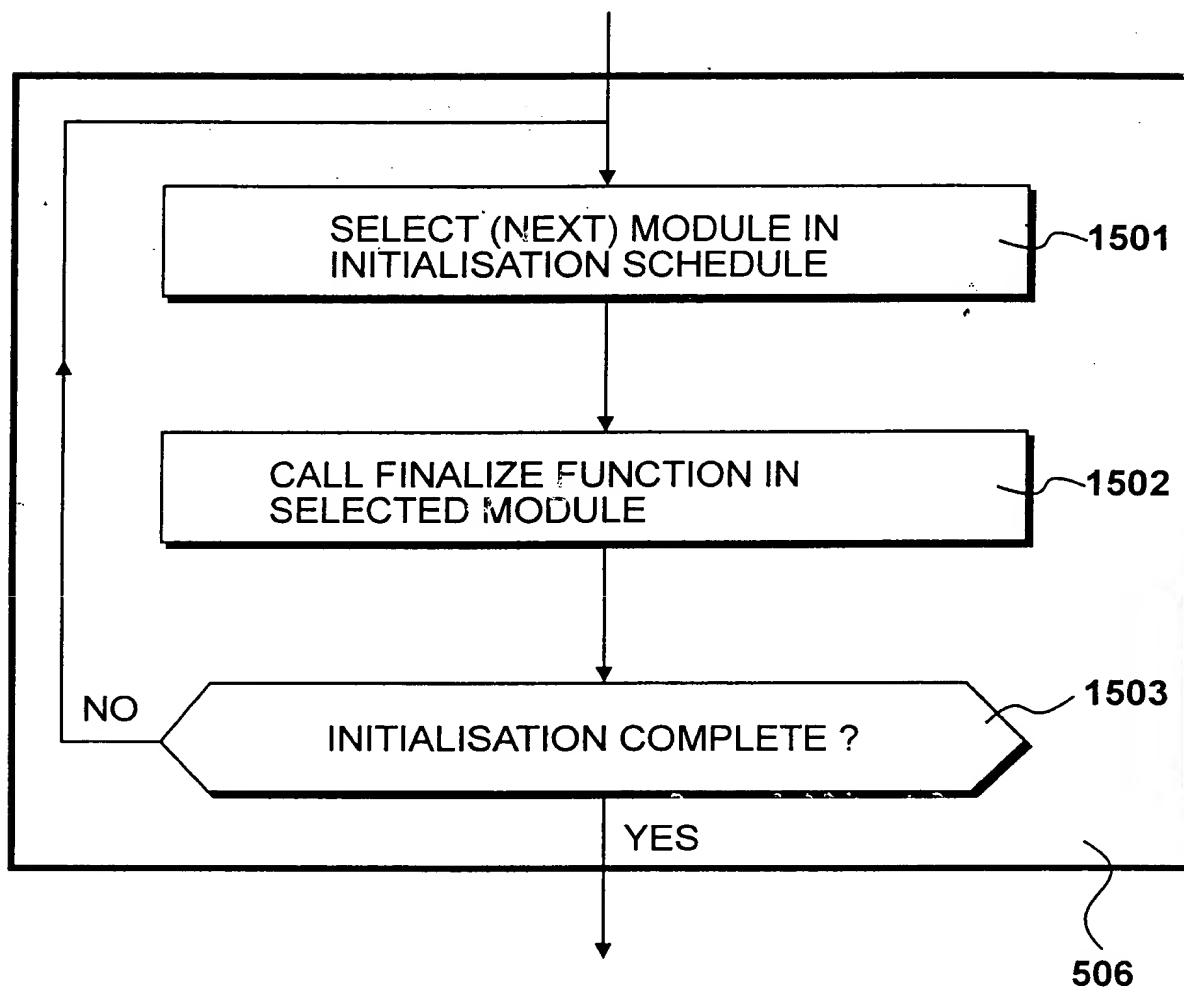 SELECT (NEXT) MODULE IN
INITIALISATION SCHEDULE
1501
CALL FINALIZE FUNCTION IN
SELECTED MODULE
1502
NO
INITIALISATION COMPLETE ?
1503
YES
506